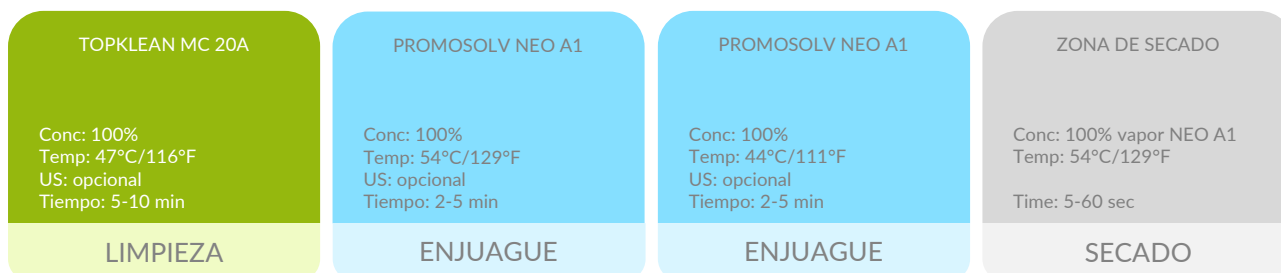 TOPKLEAN MC 20A
Conc: 100%
Temp: 47°C/116°F
US: opcional
Tiempo: 5-10 min
LIMPIEZA
PROMOSOLV NEO A1
Conc: 100%
Temp: 54°C/129°F
US: opcional
Tiempo: 2-5 min
ENJUAGUE
PROMOSOLV NEO A1
Conc: 100%
Temp: 44°C/111°F
US: opcional
Tiempo: 2-5 min
ENJUAGUE
ZONA DE SECADO
Conc: 100% vapor NEO A1
Temp: 54°C/129°F
Time: 5-60 sec
SECADO